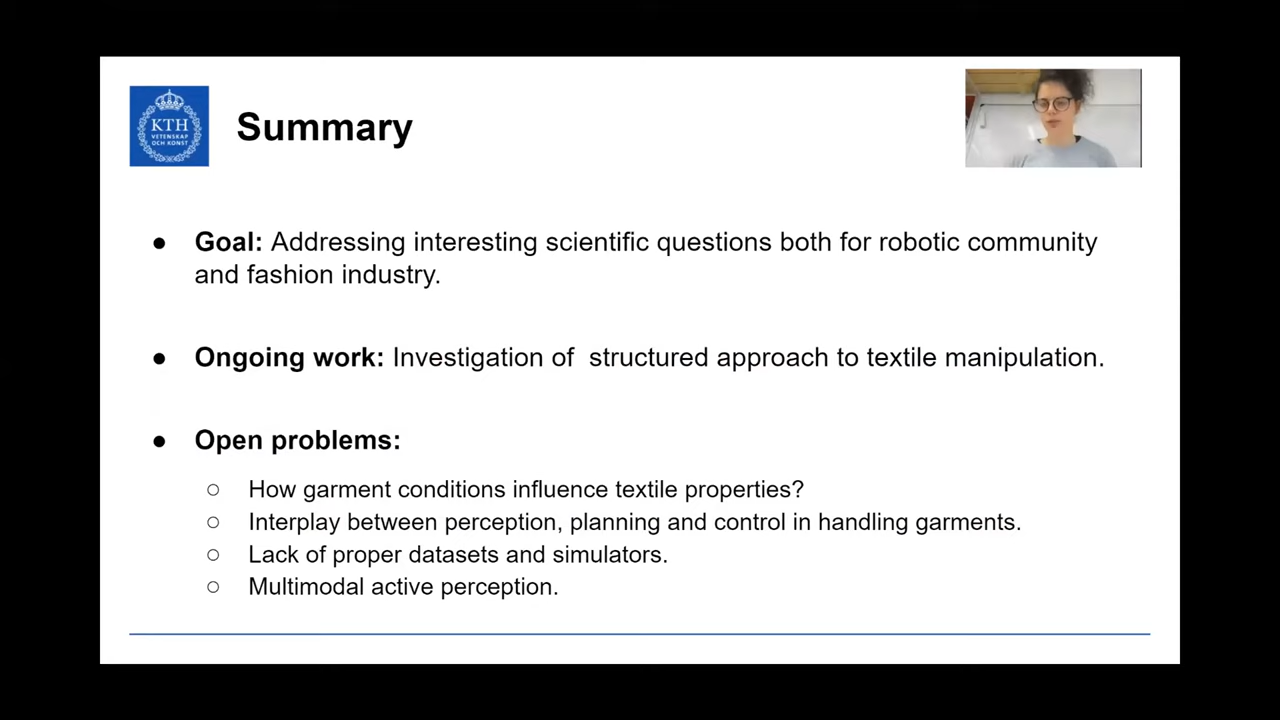 KTH
VETENSKAP
OCH KONST
Summary
● Goal: Addressing interesting scientific questions both for robotic community
and fashion industry.
● Ongoing work: Investigation of  structured approach to textile manipulation.
● Open problems:
○ How garment conditions influence textile properties?
○ Interplay between perception, planning and control in handling garments.
○ Lack of proper datasets and simulators.
○ Multimodal active perception.